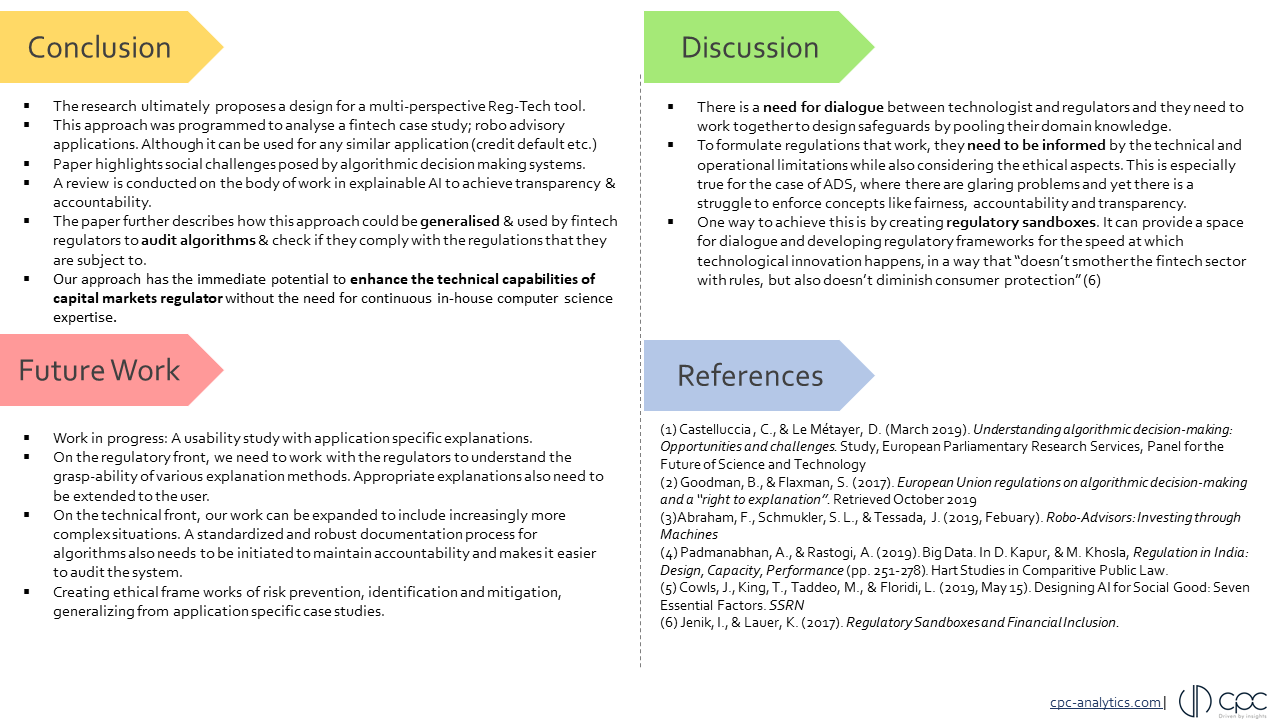 Conclusion
▪ The research ultimately proposes a design for a multi-perspective Reg-Tech tool.
▪ This approach was programmed to analyse a fintech case study; robo advisory
applications. Although it can be used for any similar application (credit default etc.)
▪ Paper highlights social challenges posed by algorithmic decision making systems.
▪ A review is conducted on the body of work in explainable AI to achieve transparency &
accountability.
▪ The paper further describes how this approach could be generalised & used by fintech
regulators to audit algorithms & check if they comply with the regulations that they
are subject to.
▪ Our approach has the immediate potential to enhance the technical capabilities of
capital markets regulator without the need for continuous in-house computer science
expertise.
Future Work
▪ Work in progress: A usability study with application specific explanations.
▪ On the regulatory front, we need to work with the regulators to understand the
grasp-ability of various explanation methods. Appropriate explanations also need to
be extended to the user.
▪ On the technical front, our work can be expanded to include increasingly more
complex situations. A standardized and robust documentation process for
algorithms also needs to be initiated to maintain accountability and makes it easier
to audit the system.
▪ Creating ethical frame works of risk prevention, identification and mitigation,
generalizing from application specific case studies.
Discussion
▪ There is a need for dialogue between technologist and regulators and they need to
work together to design safeguards by pooling their domain knowledge.
▪ To formulate regulations that work, they need to be informed by the technical and
operational limitations while also considering the ethical aspects. This is especially
true for the case of ADS, where there are glaring problems and yet there is a
struggle to enforce concepts like fairness, accountability and transparency.
▪ One way to achieve this is by creating regulatory sandboxes. It can provide a space
for dialogue and developing regulatory frameworks for the speed at which
technological innovation happens, in a way that “doesn’t smother the fintech sector
with rules, but also doesn’t diminish consumer protection” (6)
References
(1) Castelluccia , C., & Le Métayer, D. (March 2019). Understanding algorithmic decision-making:
Opportunities and challenges. Study, European Parliamentary Research Services, Panel for the
Future of Science and Technology
(2) Goodman, B., & Flaxman, S. (2017). European Union regulations on algorithmic decision-making
and a “right to explanation”. Retrieved October 2019
(3)Abraham, F., Schmukler, S. L., & Tessada, J. (2019, Febuary). Robo-Advisors: Investing through
Machines
(4) Padmanabhan, A., & Rastogi, A. (2019). Big Data. In D. Kapur, & M. Khosla, Regulation in India:
Design, Capacity, Performance (pp. 251-278). Hart Studies in Comparitive Public Law.
(5) Cowls, J., King, T., Taddeo, M., & Floridi, L. (2019, May 15). Designing AI for Social Good: Seven
Essential Factors. SSRN
(6) Jenik, I., & Lauer, K. (2017). Regulatory Sandboxes and Financial Inclusion.
cpc-analytics.com |
cpc
Driven by insights